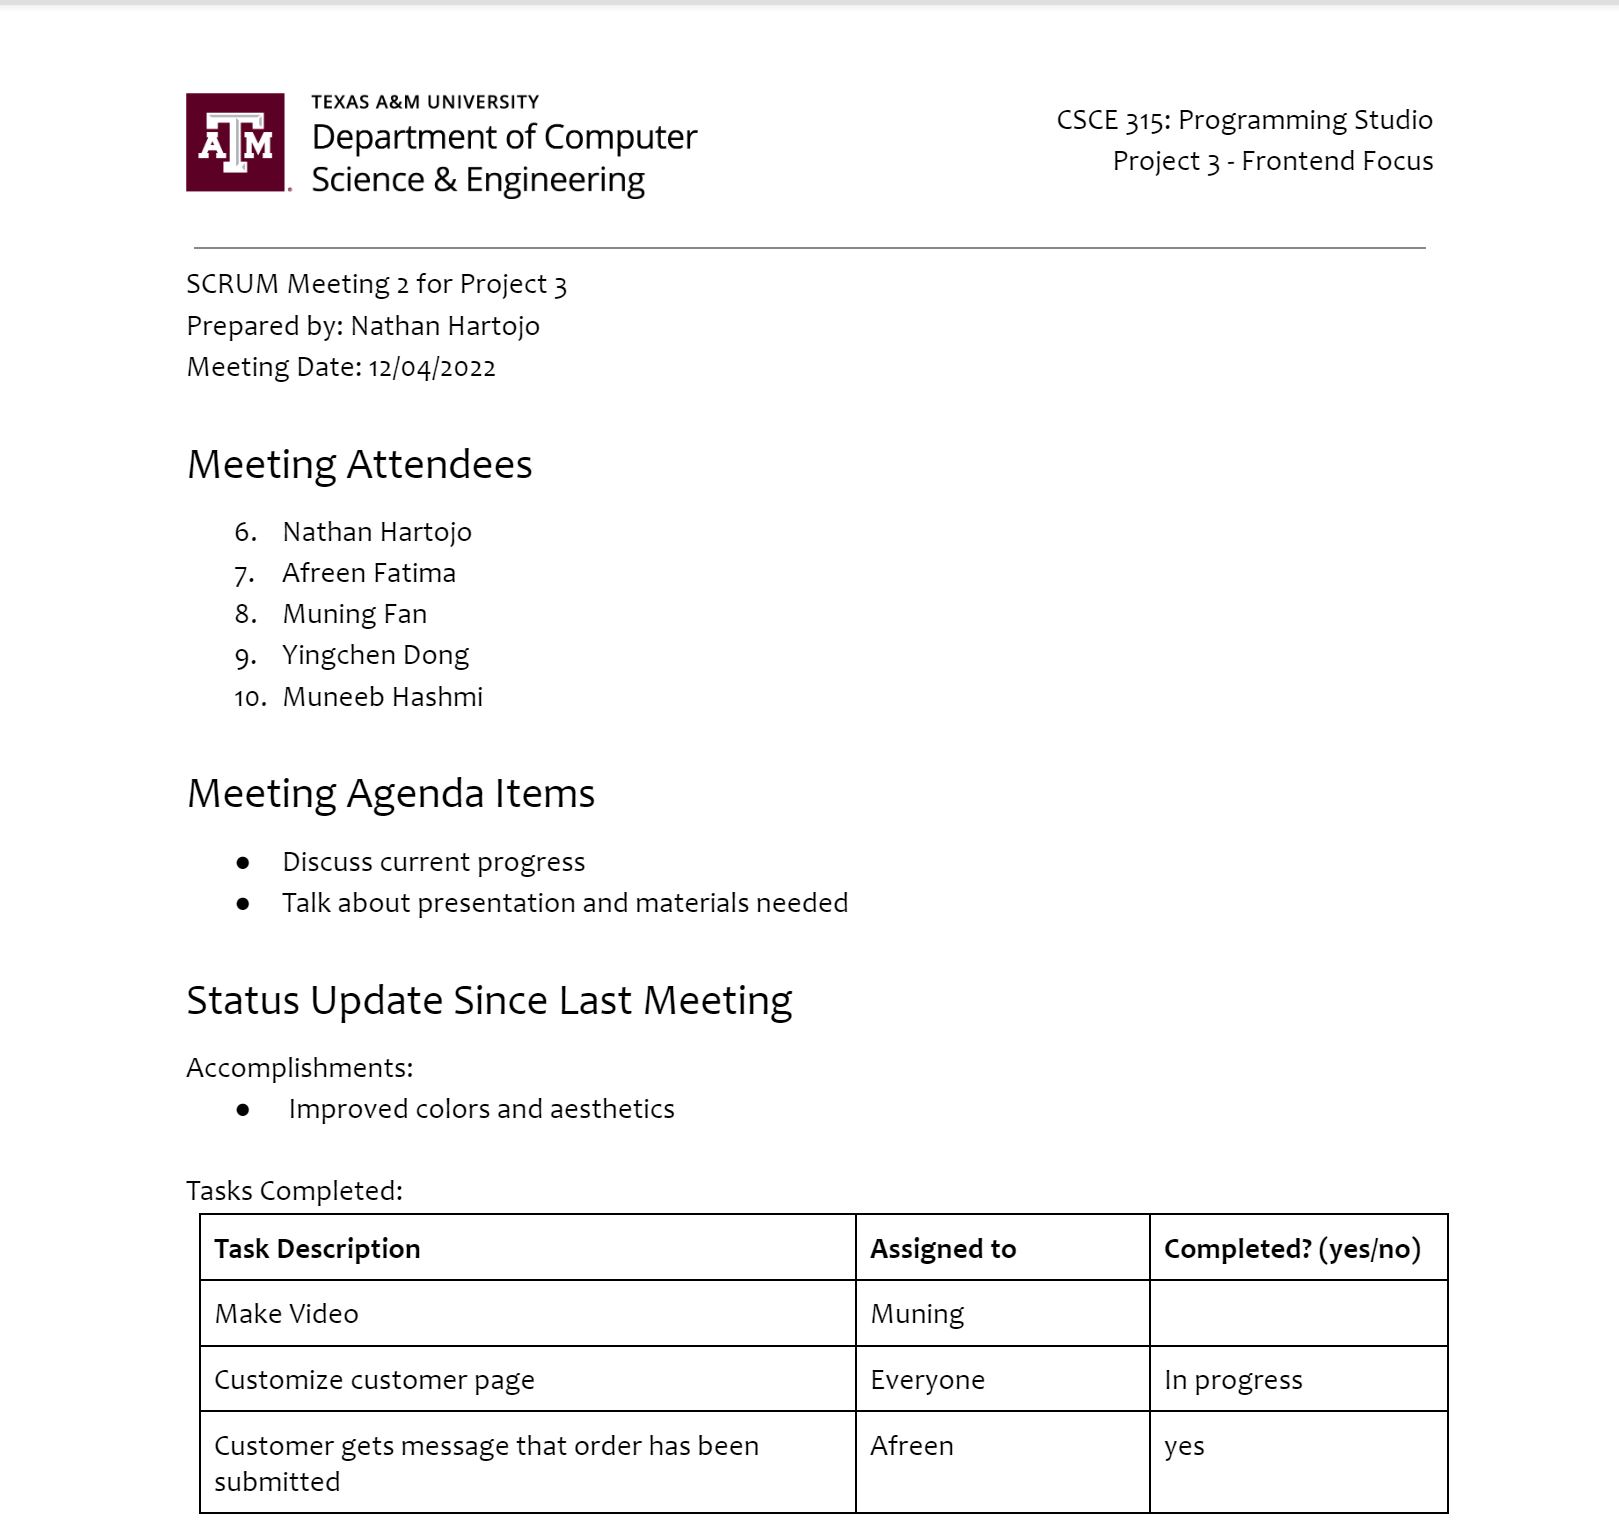 TEXAS A&M UNIVERSITY
Department of Computer
Science & Engineering
ATM
CSCE 315: Programming Studio
Project 3 - Frontend Focus
SCRUM Meeting 2 for Project 3
Prepared by: Nathan Hartojo
Meeting Date: 12/04/2022
Meeting Attendees
6. Nathan Hartojo
7. Afreen Fatima
8. Muning Fan
9. Yingchen Dong
10. Muneeb Hashmi
Meeting Agenda Items
● Discuss current progress
● Talk about presentation and materials needed
Status Update Since Last Meeting
Accomplishments:
● Improved colors and aesthetics
Tasks Completed:
Task Description Assigned to Completed? (yes/no)
Make Video Muning
Customize customer page Everyone In progress
Customer gets message that order has been Afreen yes
submitted